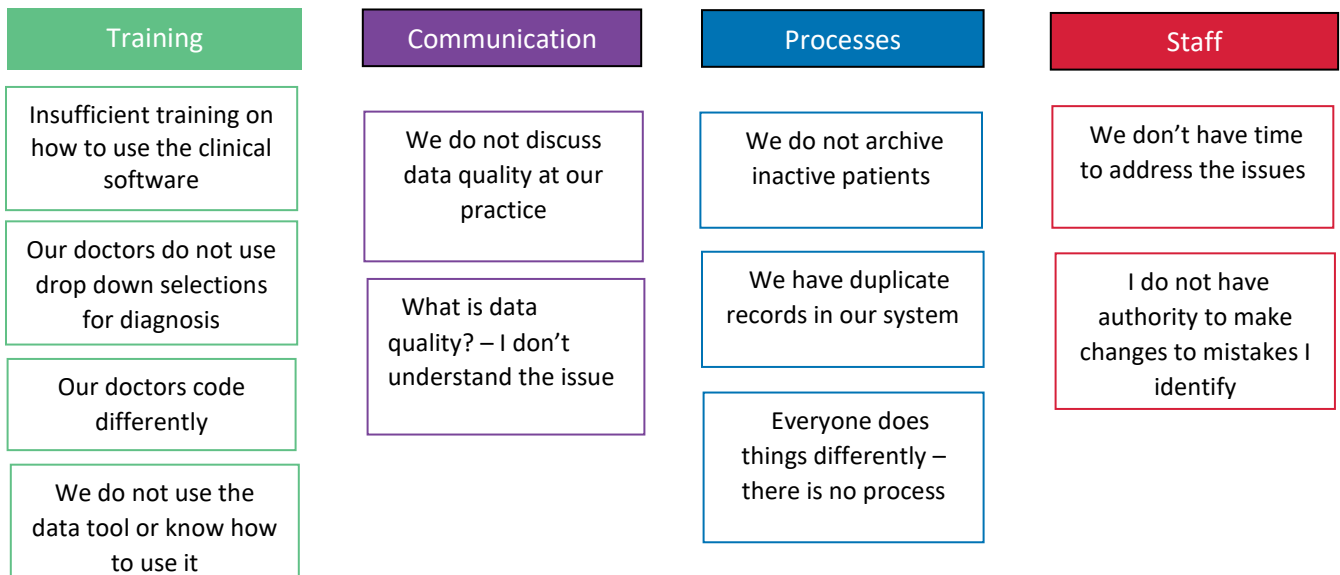 Training
Insufficient training on
how to use the clinical
software
Our doctors do not use
drop down selections
for diagnosis
Our doctors code
differently
We do not use the
data tool or know how
to use it
Communication
We do not discuss
data quality at our
practice
What is data
quality? – I don’t
understand the issue
Processes
We do not archive
inactive patients
We have duplicate
records in our system
Everyone does
things differently –
there is no process
Staff
We don’t have time
to address the issues
I do not have
authority to make
changes to mistakes I
identify